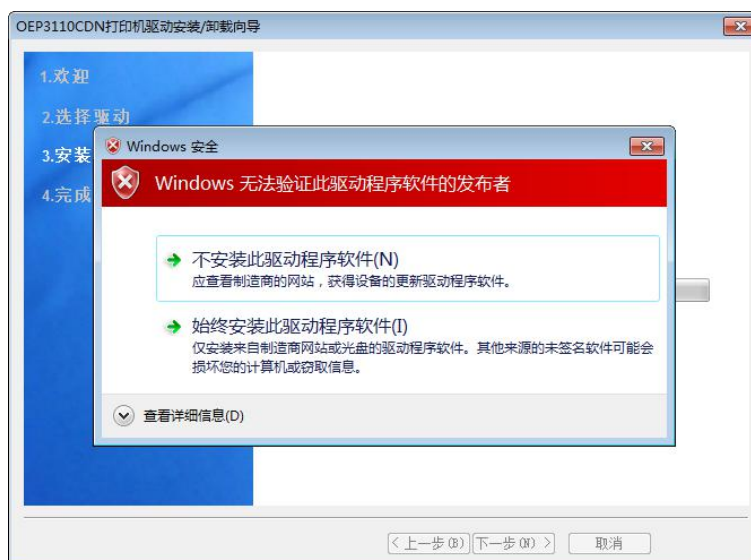 OEP3110CDN打印机驱动安装/卸载向导
1.欢迎
2.选择驱动
3.安装
4.完成
Windows 安全
Windows 无法验证此驱动程序软件的发布者
不安装此驱动程序软件(N)
应查看制造商的网站，获得设备的更新驱动程序软件。
始终安装此驱动程序软件(I)
仅安装来自制造商网站或光盘的驱动程序软件。其他来源的未签名软件可能会
损坏您的计算机或窃取信息。
查看详细信息(D)
< 上一步(B) 下一步(N) > 取消